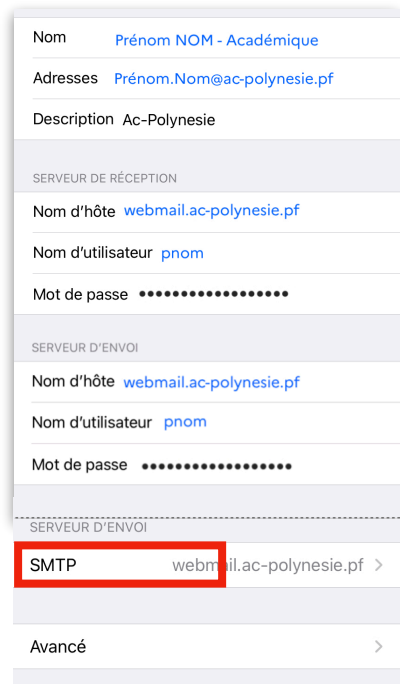 Nom Prénom NOM - Académique
Adresses Prénom.Nom@ac-polynesie.pf
Description Ac-Polynesie
SERVEUR DE RÉCEPTION
Nom d'hôte webmail.ac-polynesie.pf
Nom d'utilisateur pnom
Mot de passe ••••••••••••••••••
SERVEUR D'ENVOI
Nom d'hôte webmail.ac-polynesie.pf
Nom d'utilisateur pnom
Mot de passe ••••••••••••••••••
SERVEUR D'ENVOI
SMTP webmail.ac-polynesie.pf >
Avancé >